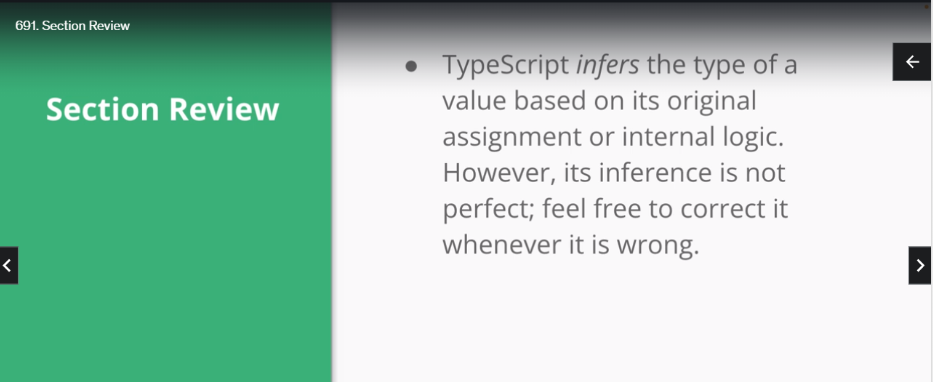 691. Section Review
Section Review
● TypeScript infers the type of a
value based on its original
assignment or internal logic.
However, its inference is not
perfect; feel free to correct it
whenever it is wrong.